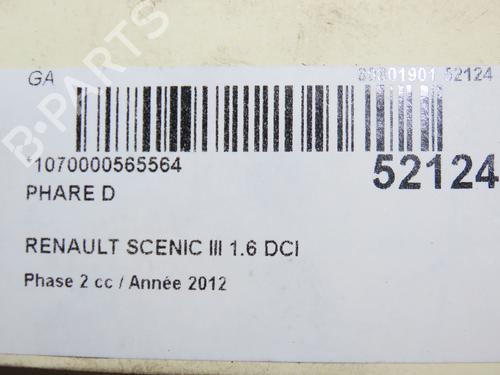 GA
52124
*1070000565564
52124
PHARE D
RENAULT SCENIC III 1.6 DCI
Phase 2 cc / Année 2012
B-PARTS